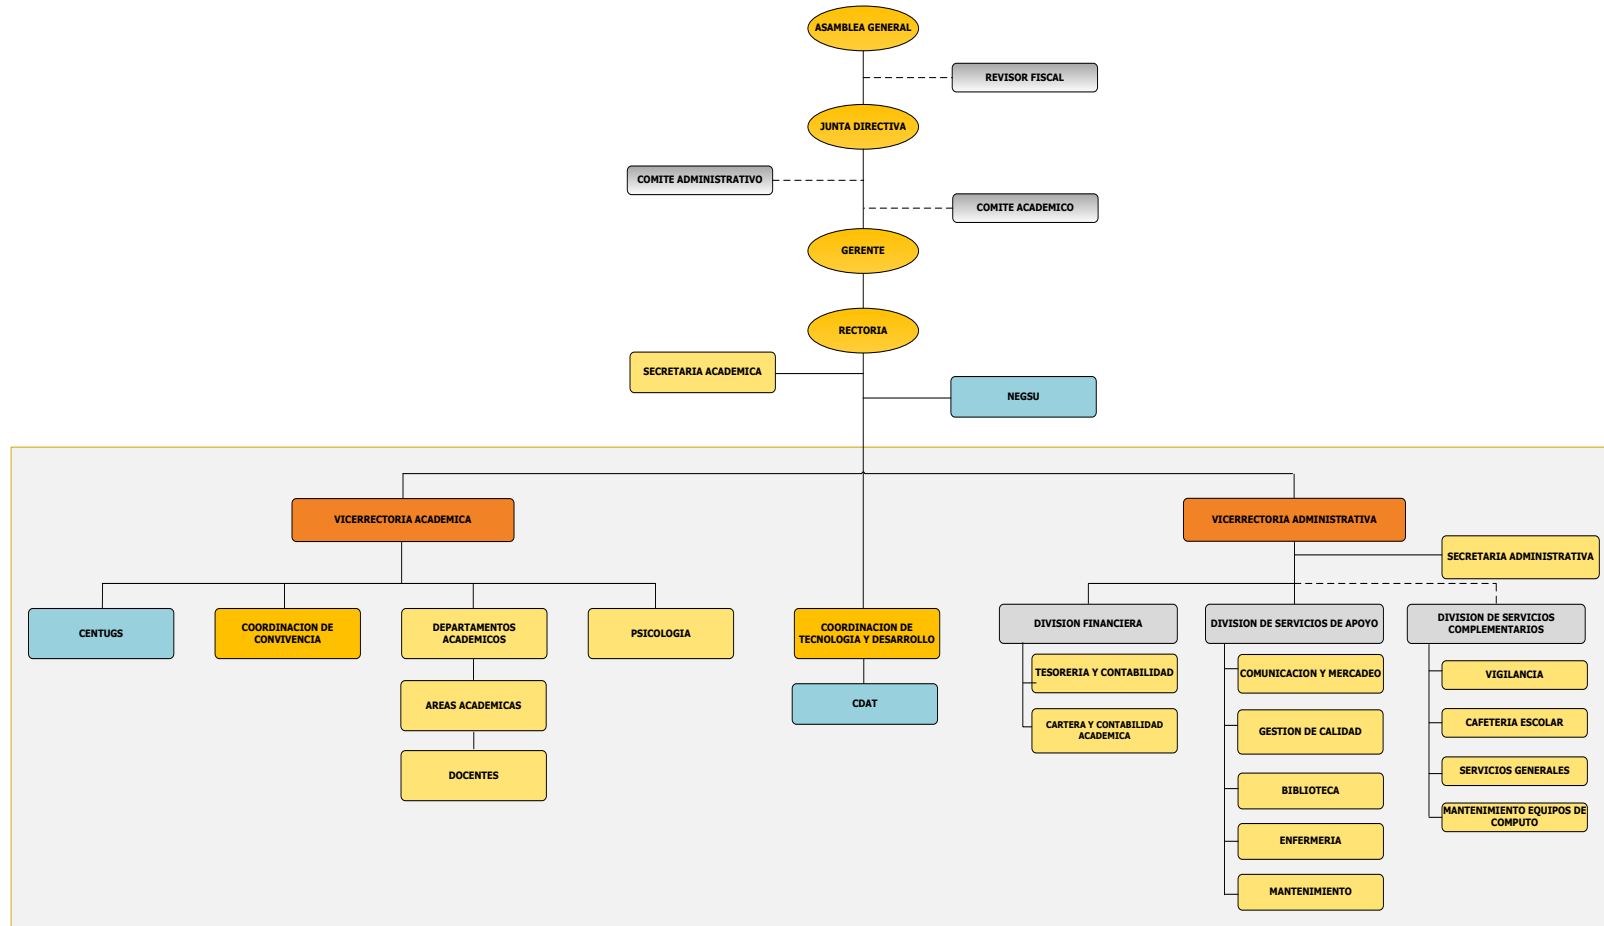 ASAMBLEA GENERAL
REVISOR FISCAL
JUNTA DIRECTIVA
COMITE ADMINISTRATIVO
COMITE ACADEMICO
GERENTE
RECTORIA
SECRETARIA ACADEMICA
NEGSU
VICERRECTORIA ACADEMICA
VICERRECTORIA ADMINISTRATIVA
SECRETARIA ADMINISTRATIVA
CENTUGS
COORDINACION DE
CONVIVENCIA
DEPARTAMENTOS
ACADEMICOS
PSICOLOGIA
COORDINACION DE
TECNOLOGIA Y DESARROLLO
DIVISION FINANCIERA
DIVISION DE SERVICIOS DE APOYO
DIVISION DE SERVICIOS
COMPLEMENTARIOS
AREAS ACADEMICAS
DOCENTES
CDAT
TESORERIA Y CONTABILIDAD
CARTERA Y CONTABILIDAD
ACADEMICA
COMUNICACION Y MERCADEO
GESTION DE CALIDAD
BIBLIOTECA
ENFERMERIA
MANTENIMIENTO
VIGILANCIA
CAFETERIA ESCOLAR
SERVICIOS GENERALES
MANTENIMIENTO EQUIPOS DE
COMPUTO